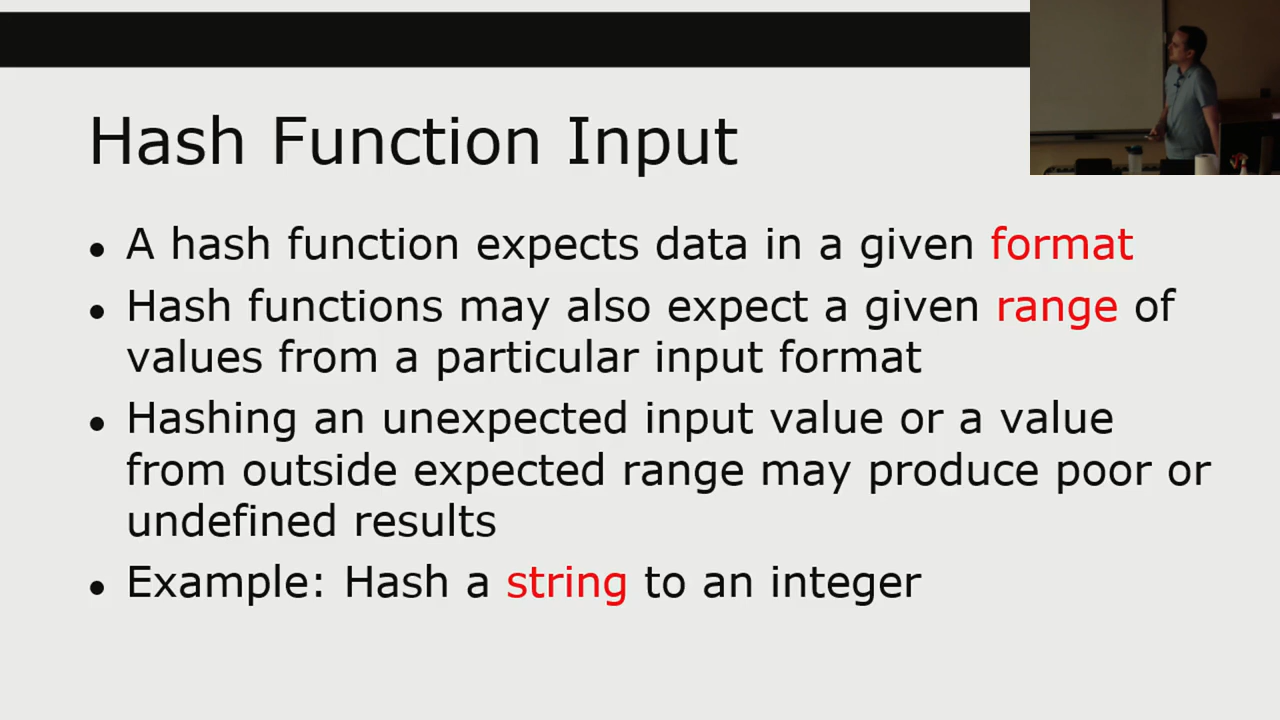 Hash Function Input
• A hash function expects data in a given format
• Hash functions may also expect a given range of
values from a particular input format
• Hashing an unexpected input value or a value
from outside expected range may produce poor or
undefined results
• Example: Hash a string to an integer